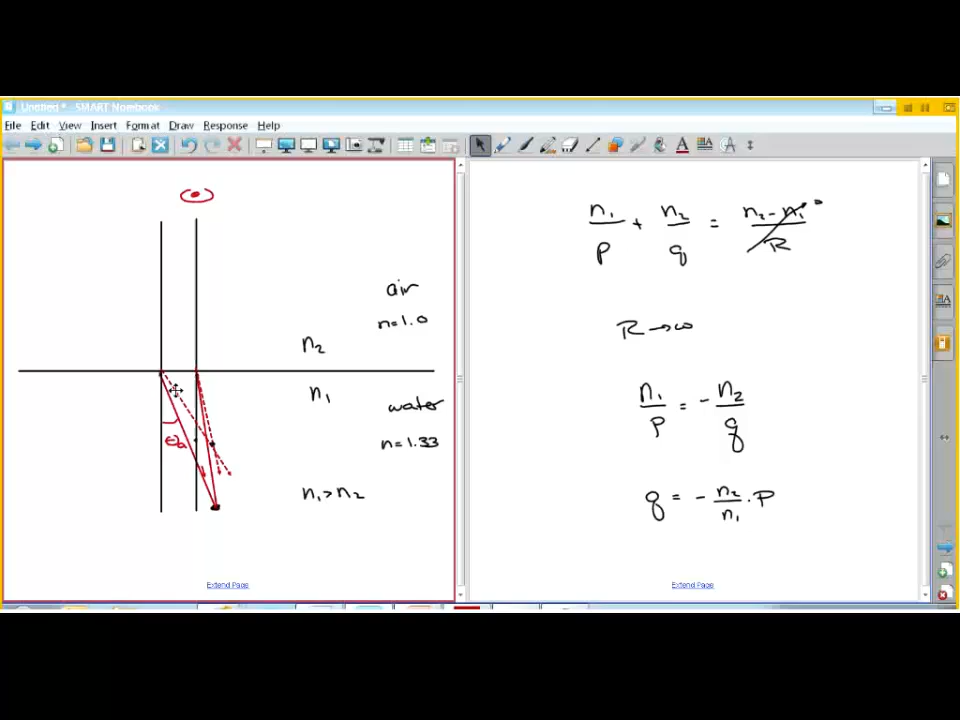 Untitled * - SMART Notebook
File Edit View Insert Format Draw Response Help
air
n=1.0
n₂
n₁
water
n=1.33
θa
n₁>n₂
Extend Page
n₁/p + n₂/q = (n₂-n₁)/R 0
R→∞
n₁/p = - n₂/q
q = - n₂/n₁ · P
Extend Page